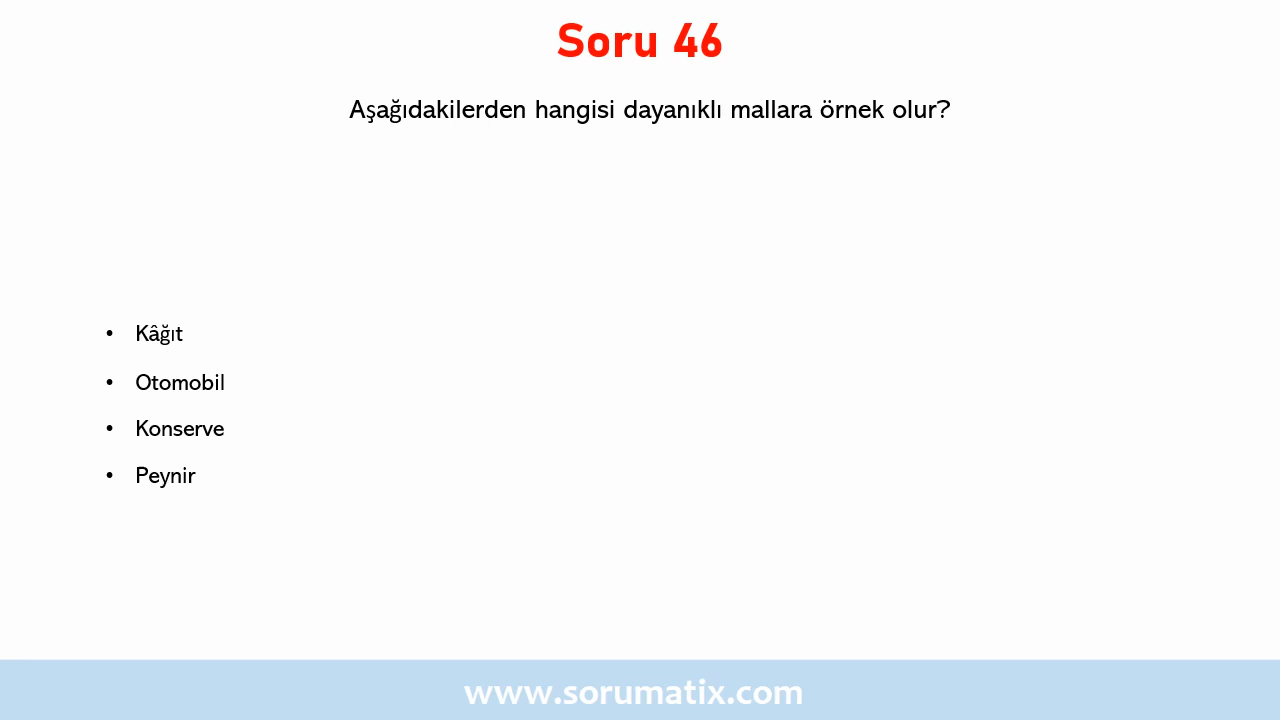 Soru 46
Aşağıdakilerden hangisi dayanıklı mallara örnek olur?
• Kâğıt
• Otomobil
• Konserve
• Peynir
www.sorumatix.com